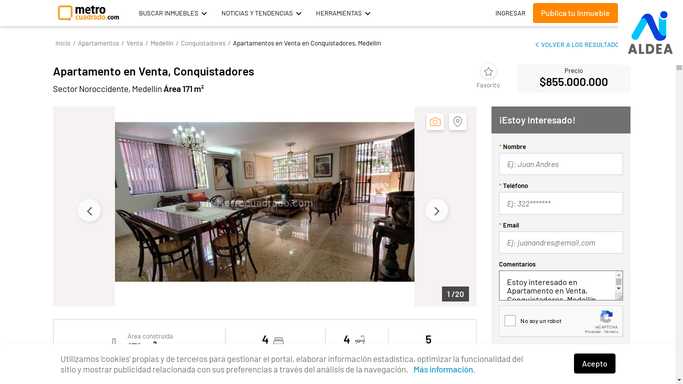 metro
cuadrado.com
BUSCAR INMUEBLES
NOTICIAS Y TENDENCIAS
HERRAMIENTAS
INGRESAR
Publica tu Inmueble
ALDEA
Inicio / Apartamentos / Venta / Medellín / Conquistadores / Apartamentos en Venta en Conquistadores, Medellín
< VOLVER A LOS RESULTADO
Apartamento en Venta, Conquistadores
Sector Noroccidente, Medellín Área 171 m²
Favorito
Precio
$855.000.000
¡Estoy Interesado!
* Nombre
Ej: Juan Andres
* Teléfono
Ej: 322*******
* Email
Ej: juanandres@email.com
Comentarios
Estoy interesado en
Apartamento en Venta,
Conquistadores, Medellín
No soy un robot
reCAPTCHA
Privacidad - Términos
Metrocuadrado.Com
1 / 20
Área construida
4
4
5
Utilizamos 'cookies' propias y de terceros para gestionar el portal, elaborar información estadística, optimizar la funcionalidad del
sitio y mostrar publicidad relacionada con sus preferencias a través del análisis de la navegación. Más información.
Acepto